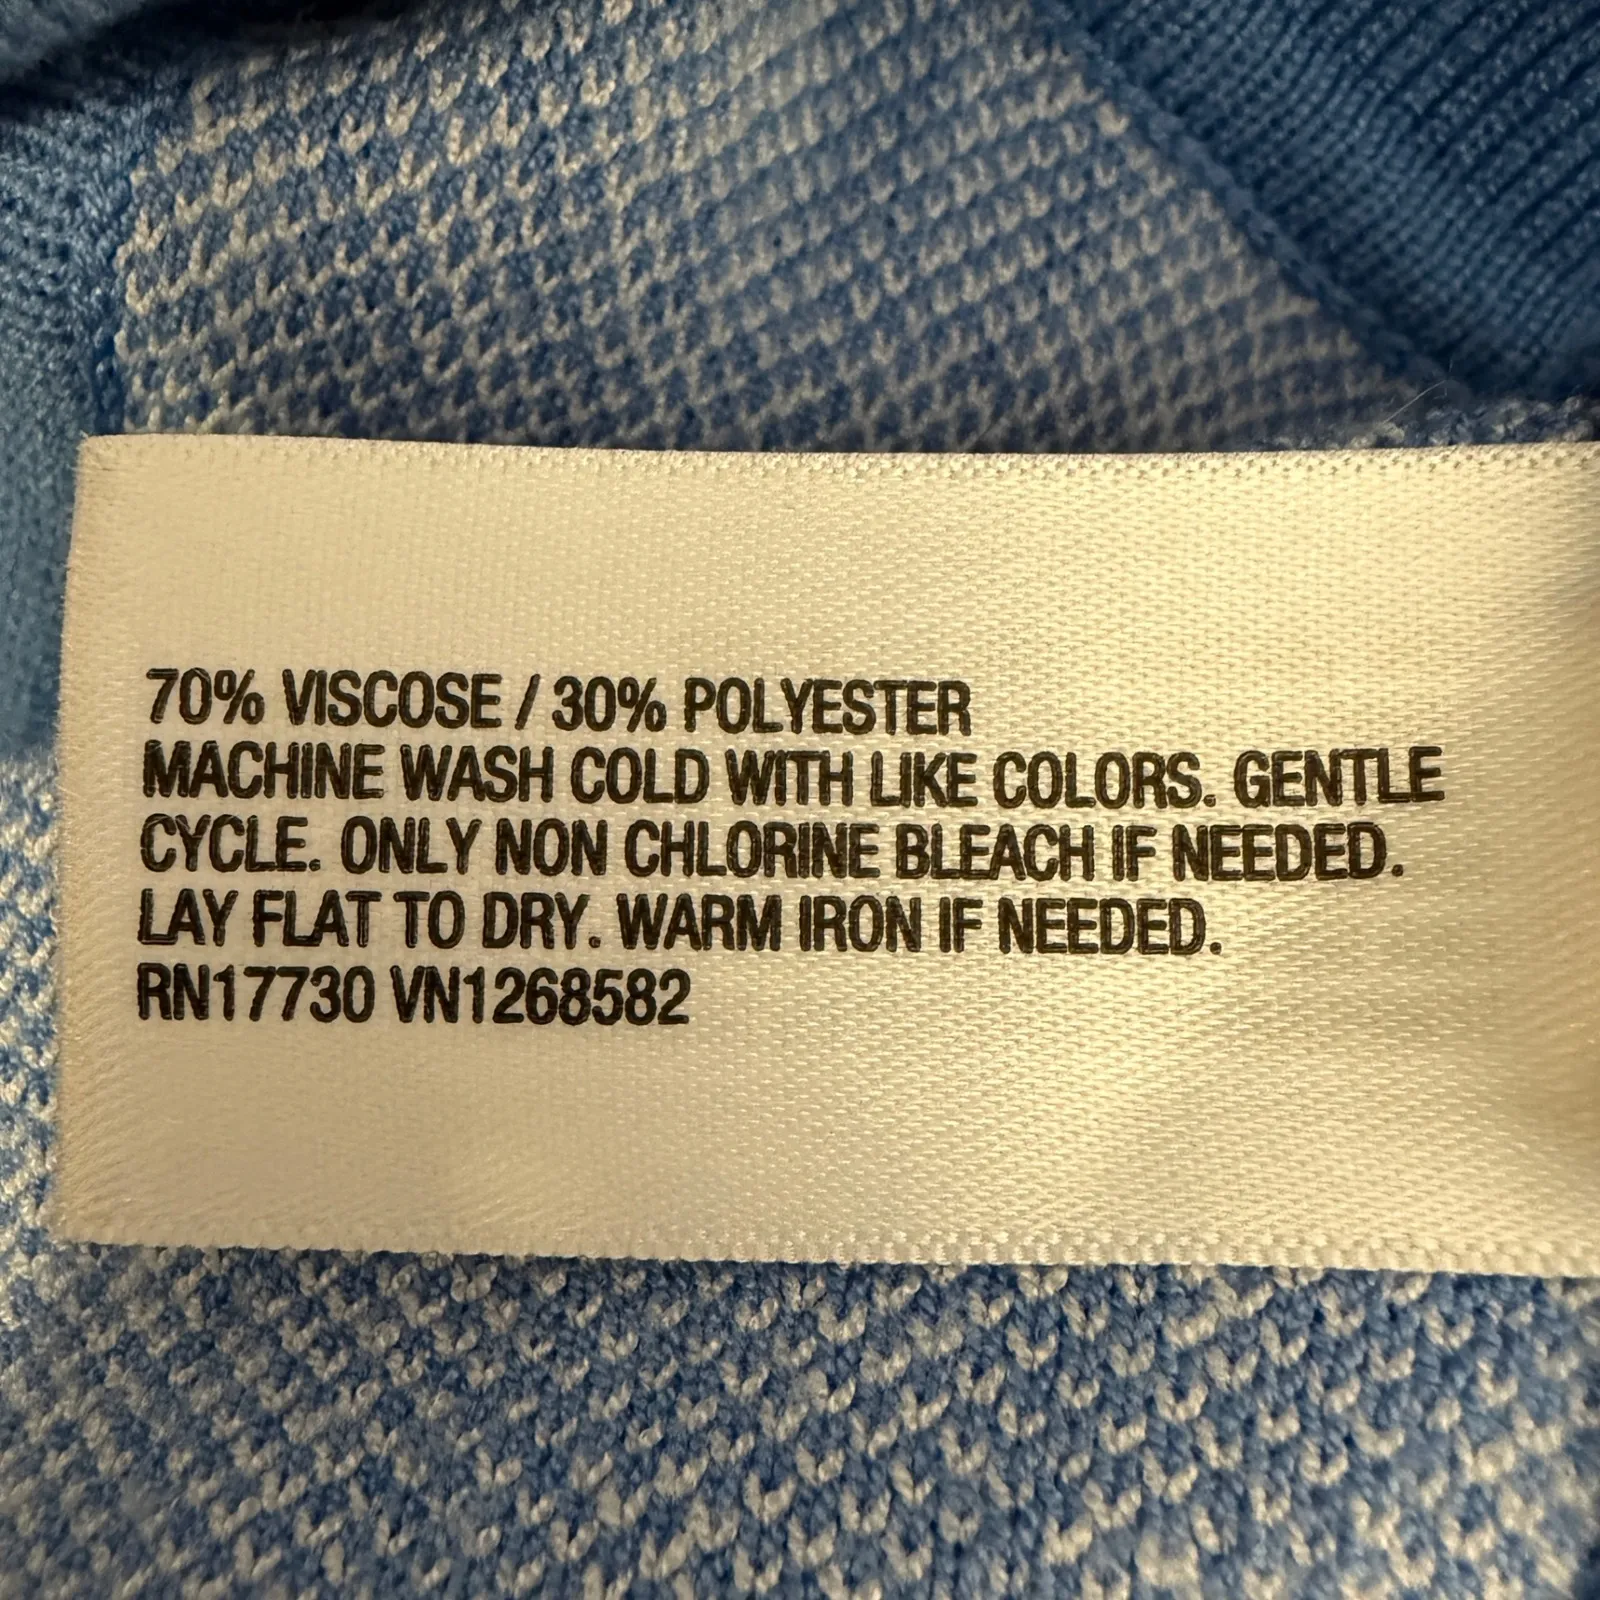 70% VISCOSE / 30% POLYESTER
MACHINE WASH COLD WITH LIKE COLORS. GENTLE
CYCLE. ONLY NON CHLORINE BLEACH IF NEEDED.
LAY FLAT TO DRY. WARM IRON IF NEEDED.
RN17730 VN1268582